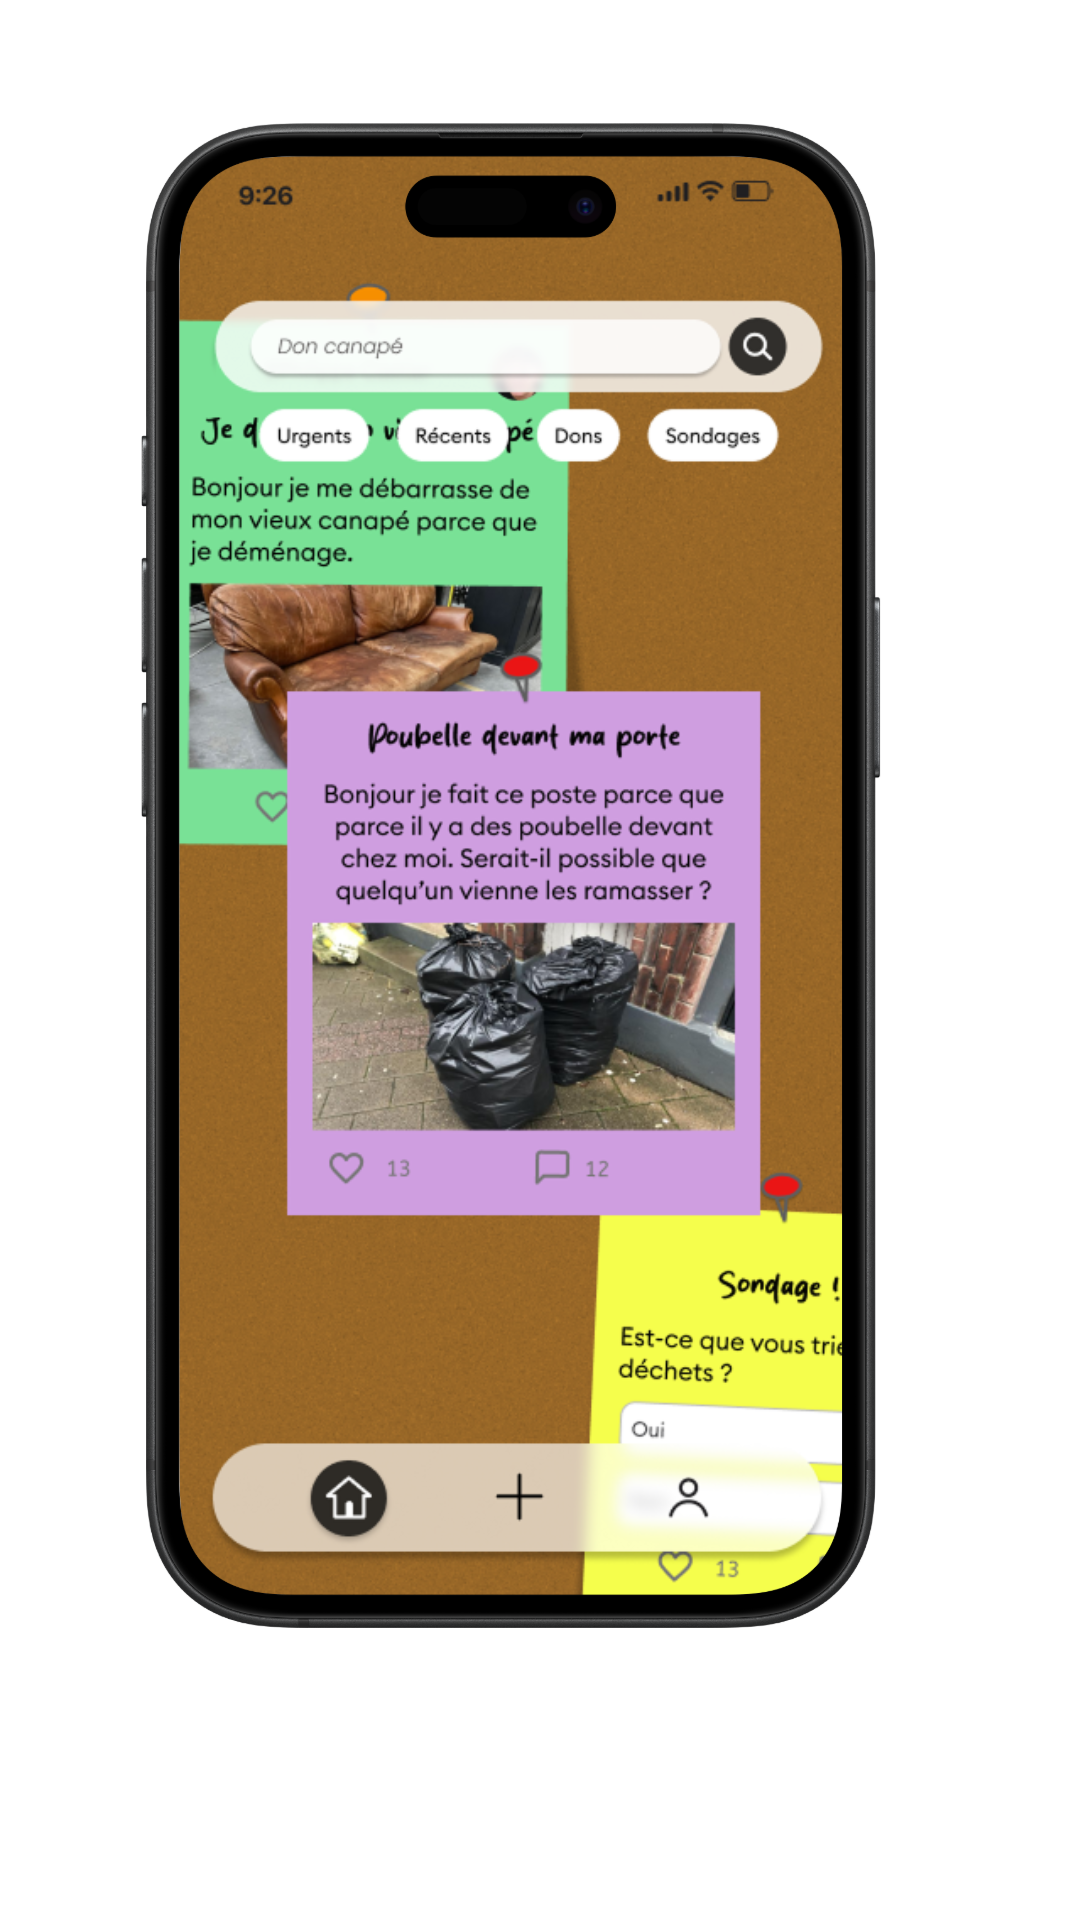 9:26
Don canapé
Urgents
Récents
Dons
Sondages
Je
pé
Bonjour je me débarrasse de
mon vieux canapé parce que
je déménage.
Poubelle devant ma porte
Bonjour je fait ce poste parce que
parce il y a des poubelle devant
chez moi. Serait-il possible que
quelqu'un vienne les ramasser ?
13
12
Sondage !
Est-ce que vous trie
déchets ?
Oui
13